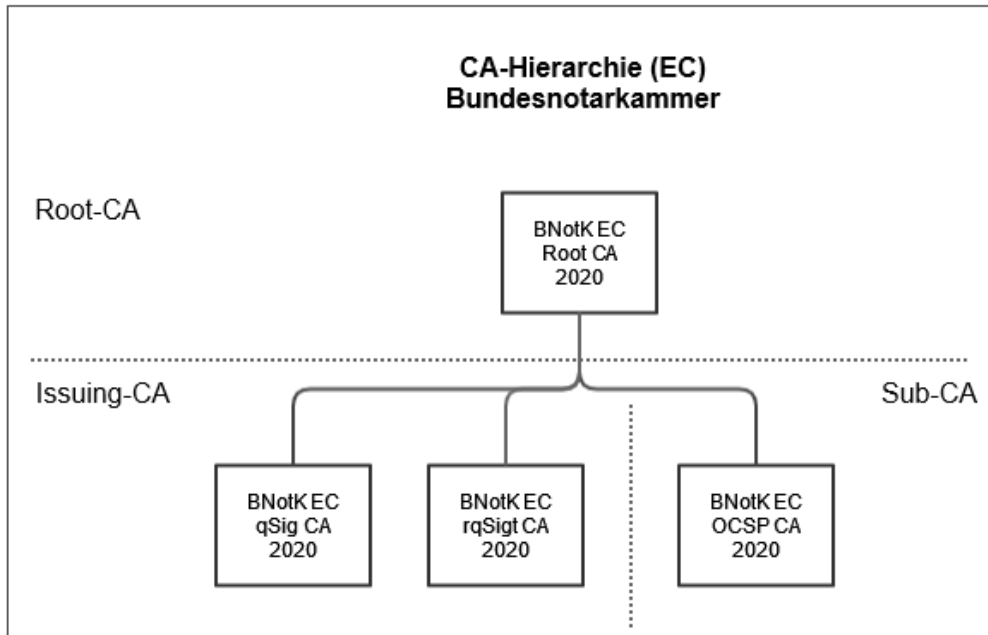 CA-Hierarchie (EC)
Bundesnotarkammer
Root-CA
BNotK EC
Root CA
2020
Issuing-CA
Sub-CA
BNotK EC
qSig CA
2020
BNotK EC
rqSigt CA
2020
BNotK EC
OCSP CA
2020